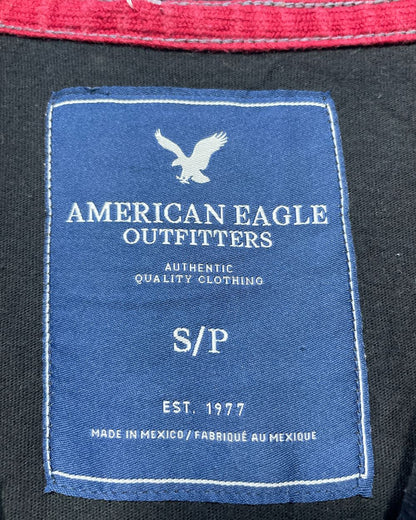 AMERICAN EAGLE
OUTFITTERS
AUTHENTIC
QUALITY CLOTHING
S/P
EST. 1977
MADE IN MEXICO/FABRIQUÉ AU MEXIQUE